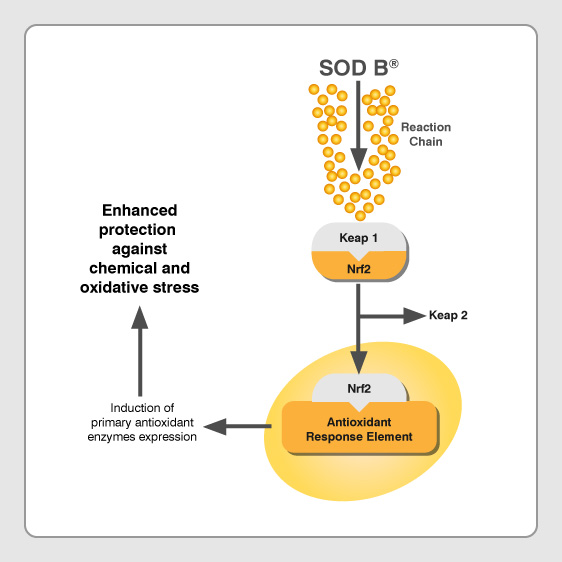 SOD B®
Reaction
Chain
Keap 1
Nrf2
Keap 2
Nrf2
Antioxidant
Response Element
Induction of
primary antioxidant
enzymes expression
Enhanced
protection
against
chemical and
oxidative stress